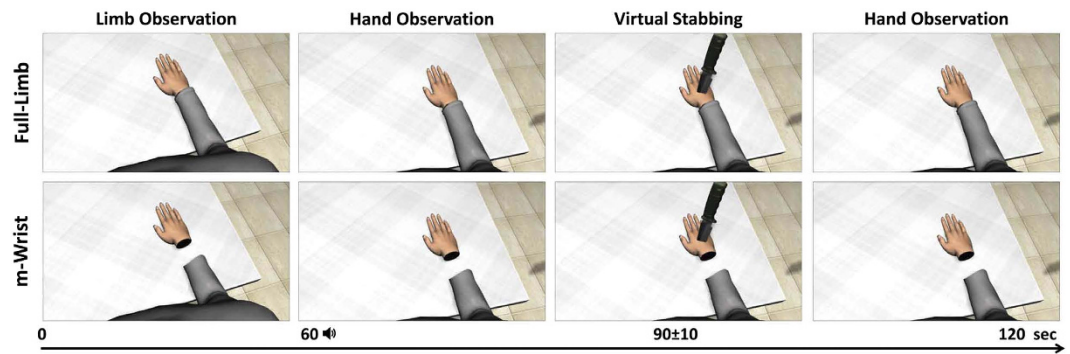 Limb Observation
Hand Observation
Virtual Stabbing
Hand Observation
Full-Limb
m-Wrist
0
60
90±10
120 sec